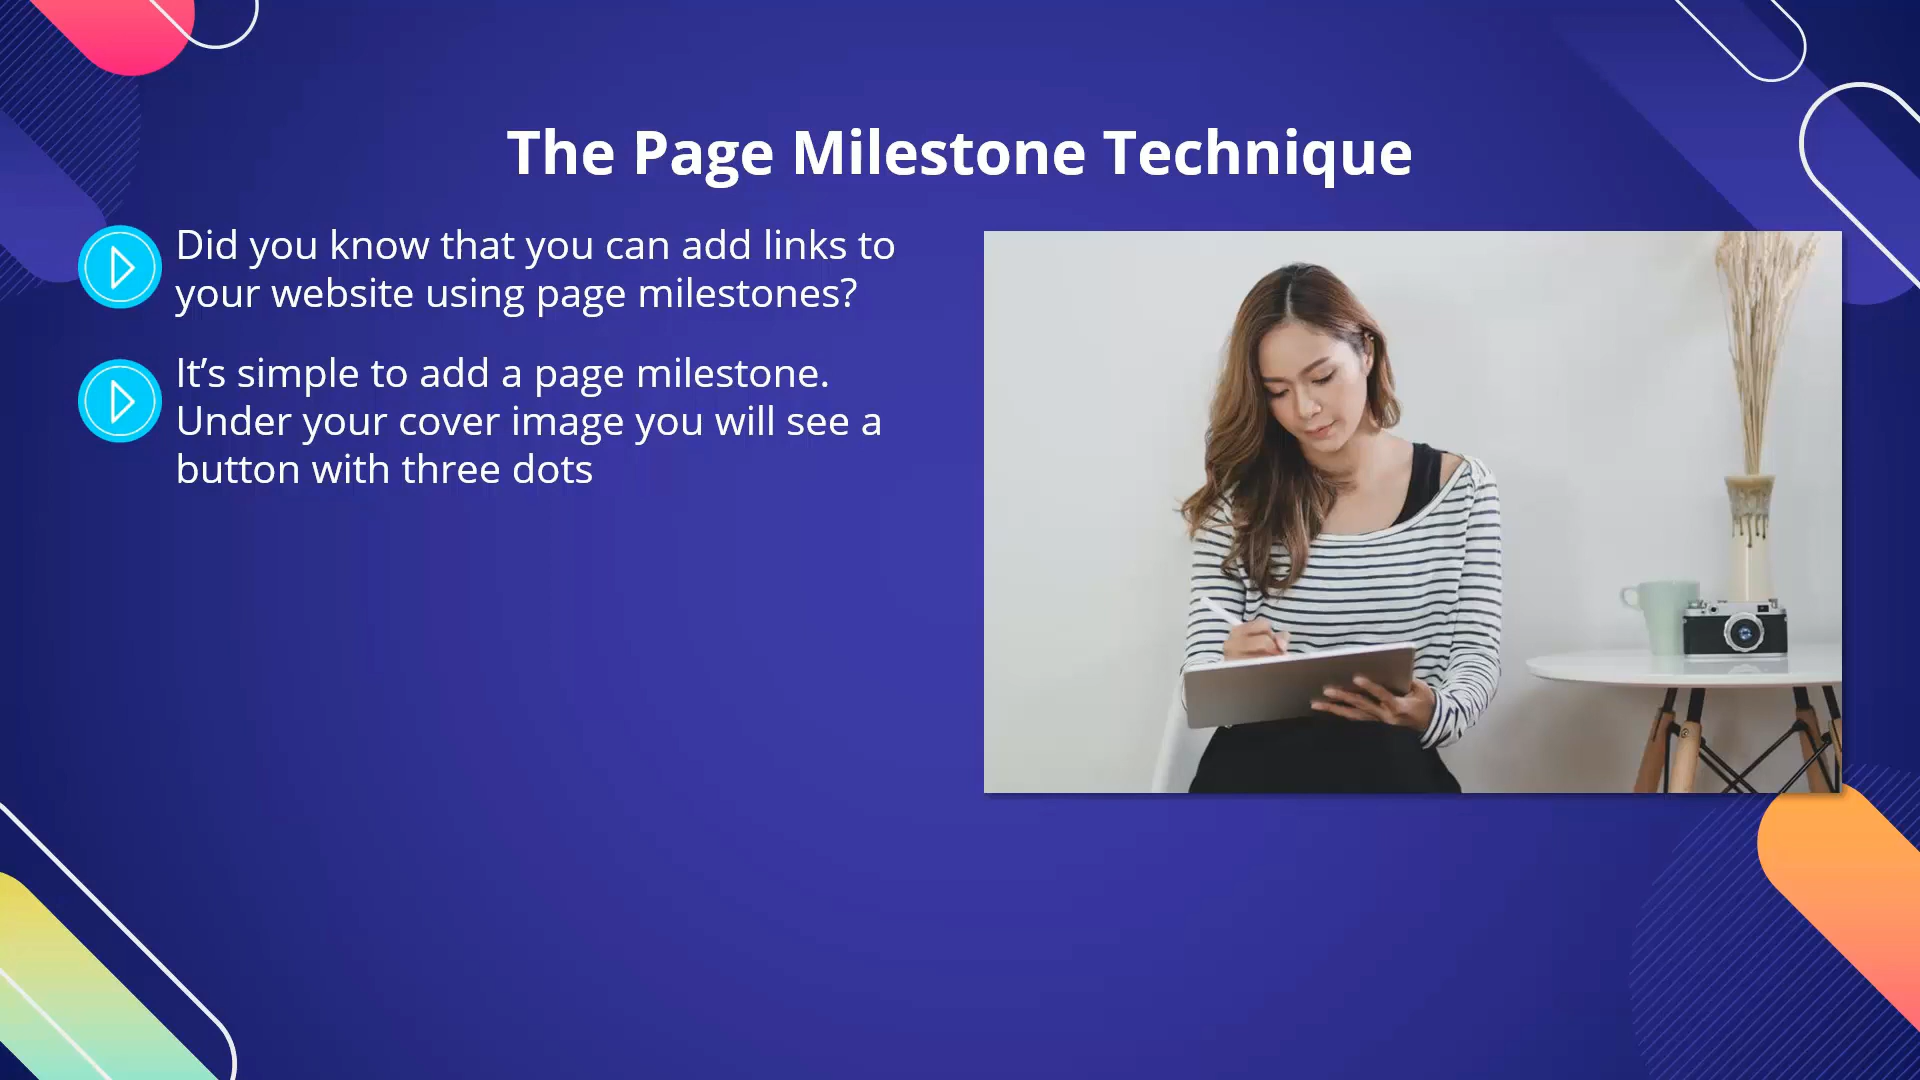 The Page Milestone Technique
Did you know that you can add links to
your website using page milestones?
It’s simple to add a page milestone.
Under your cover image you will see a
button with three dots